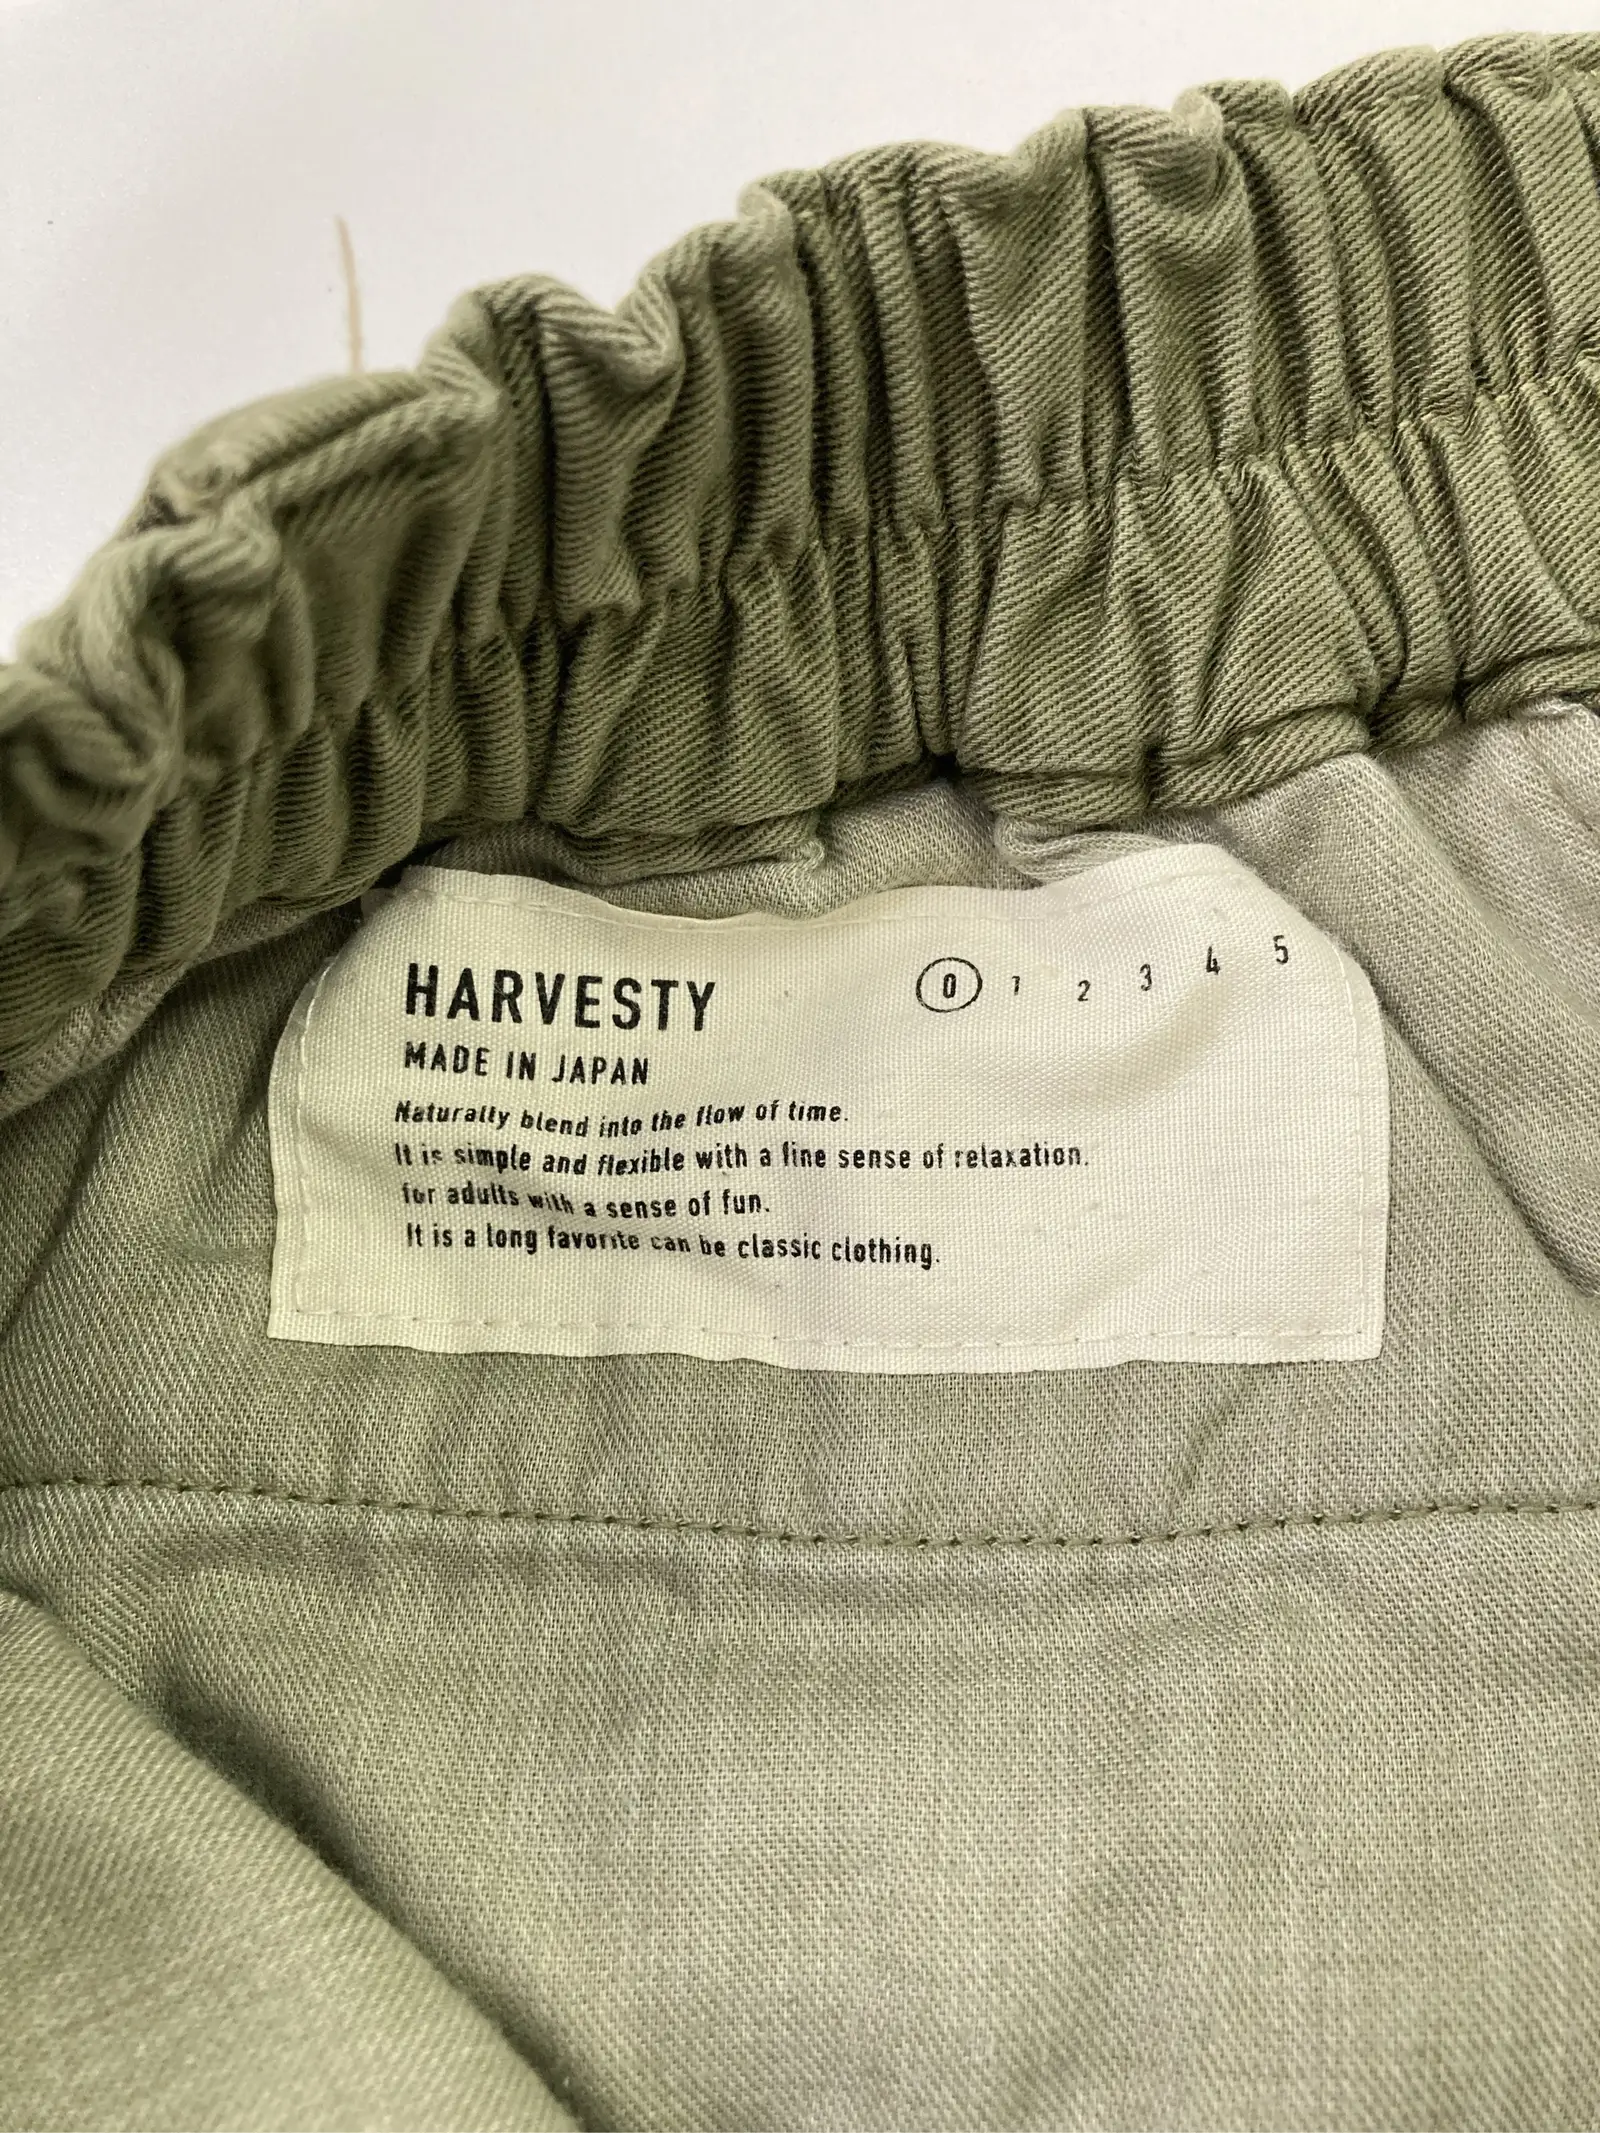 HARVESTY 0 1 2 3 4 5
MADE IN JAPAN
Naturally blend into the flow of time.
It is simple and flexible with a fine sense of relaxation.
for adults with a sense of fun.
It is a long favorite can be classic clothing.